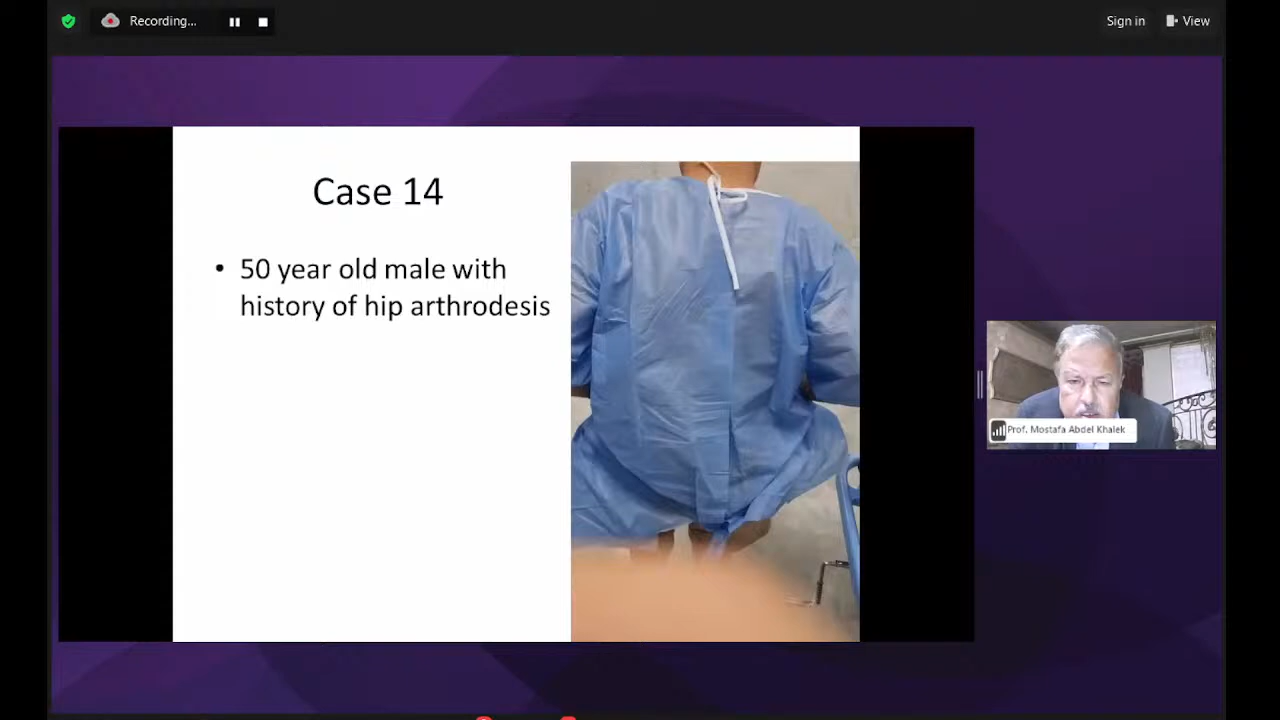 Recording...
Sign in
View
Case 14
• 50 year old male with
history of hip arthrodesis
Prof. Mostafa Abdel Khalek